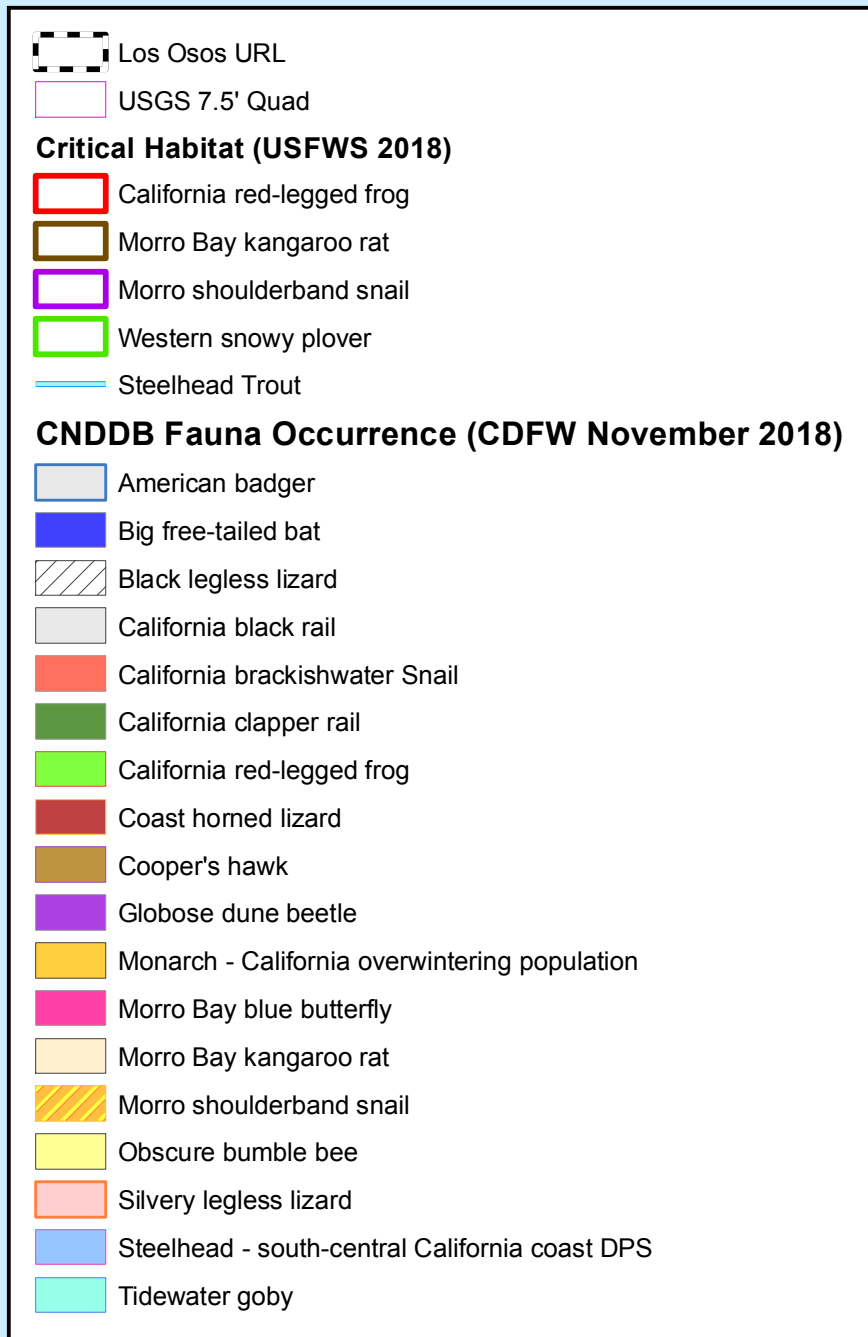 Los Osos URL
USGS 7.5' Quad
Critical Habitat (USFWS 2018)
California red-legged frog
Morro Bay kangaroo rat
Morro shoulderband snail
Western snowy plover
Steelhead Trout
CNDDB Fauna Occurrence (CDFW November 2018)
American badger
Big free-tailed bat
Black legless lizard
California black rail
California brackishwater Snail
California clapper rail
California red-legged frog
Coast horned lizard
Cooper's hawk
Globose dune beetle
Monarch - California overwintering population
Morro Bay blue butterfly
Morro Bay kangaroo rat
Morro shoulderband snail
Obscure bumble bee
Silvery legless lizard
Steelhead - south-central California coast DPS
Tidewater goby